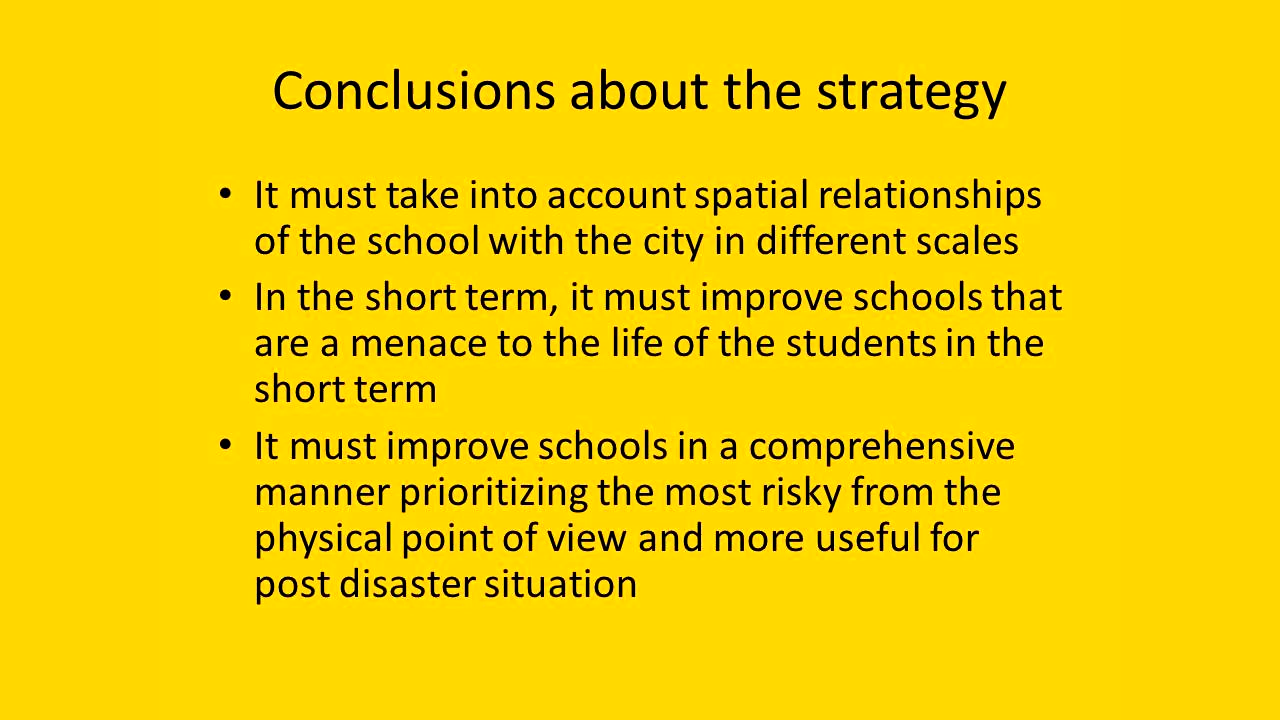 Conclusions about the strategy
• It must take into account spatial relationships
of the school with the city in different scales
• In the short term, it must improve schools that
are a menace to the life of the students in the
short term
• It must improve schools in a comprehensive
manner prioritizing the most risky from the
physical point of view and more useful for
post disaster situation